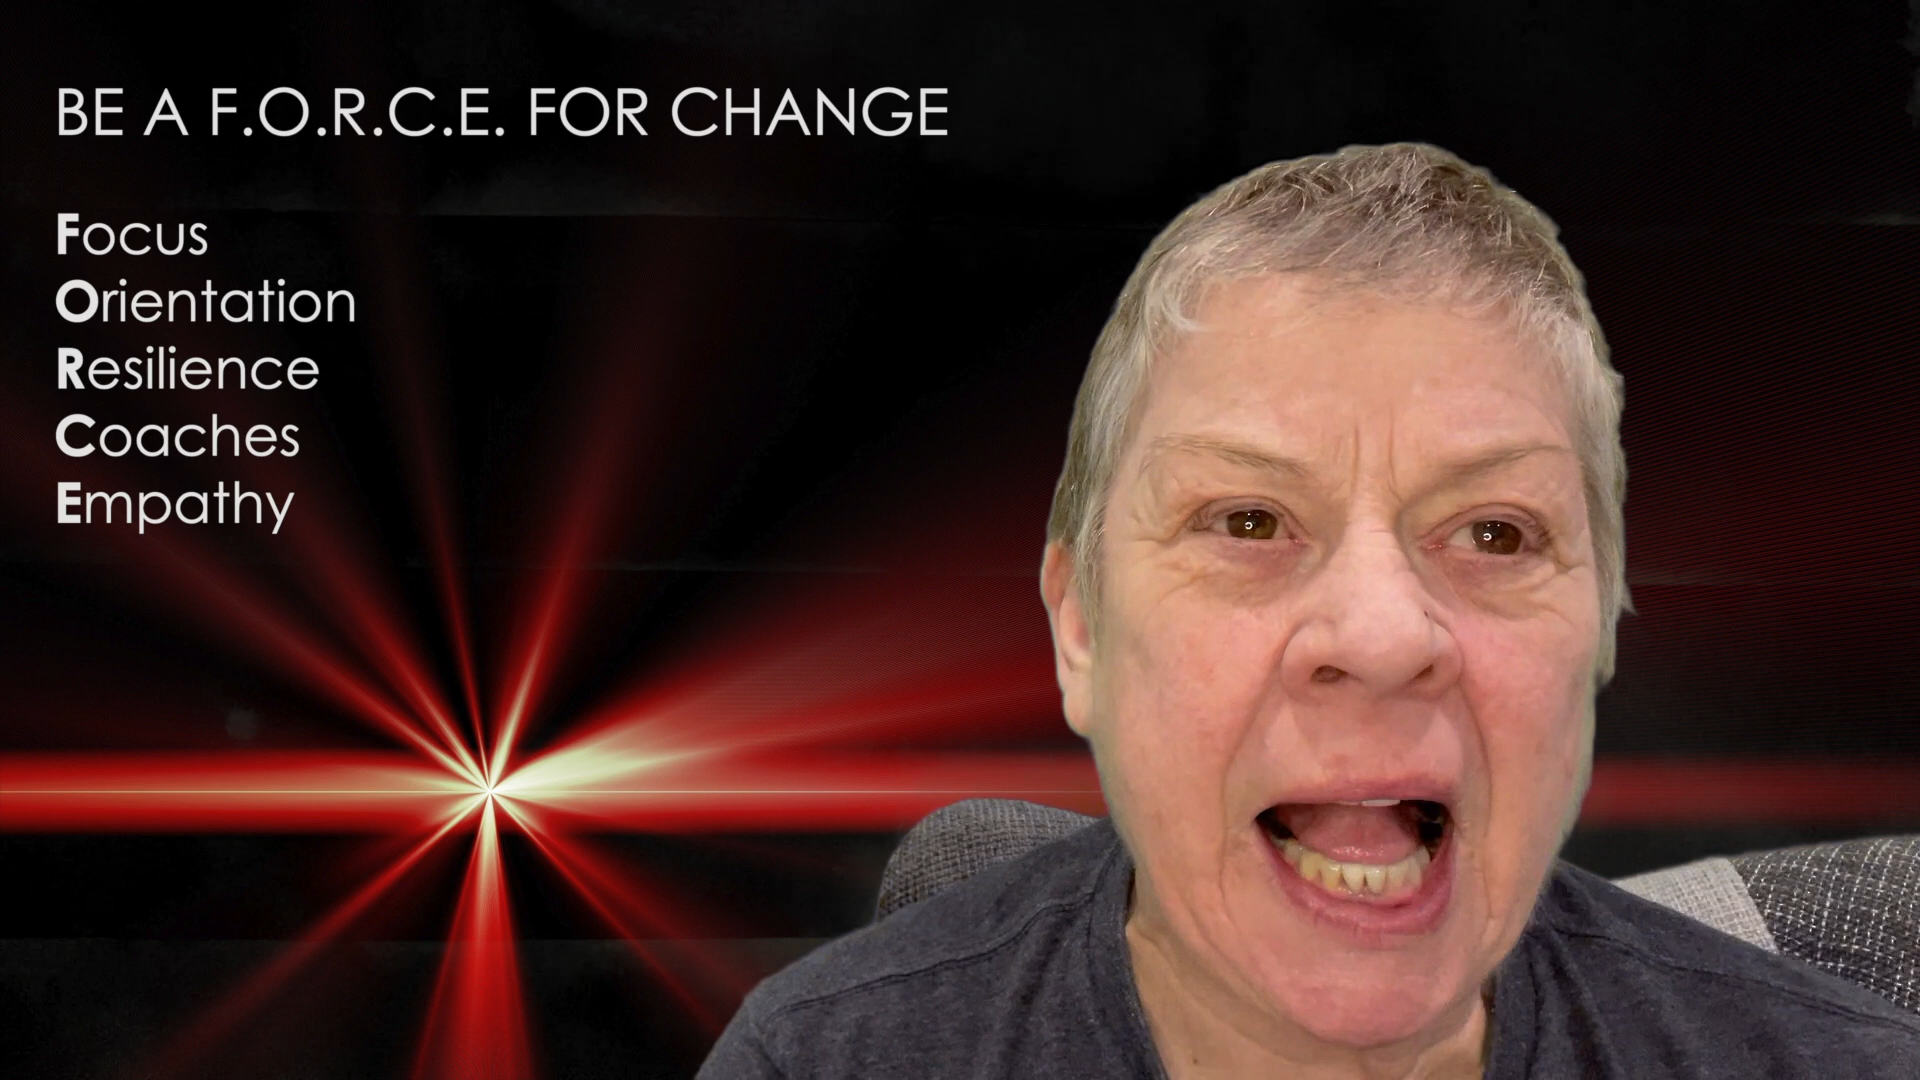 BE A F.O.R.C.E. FOR CHANGE
Focus
Orientation
Resilience
Coaches
Empathy